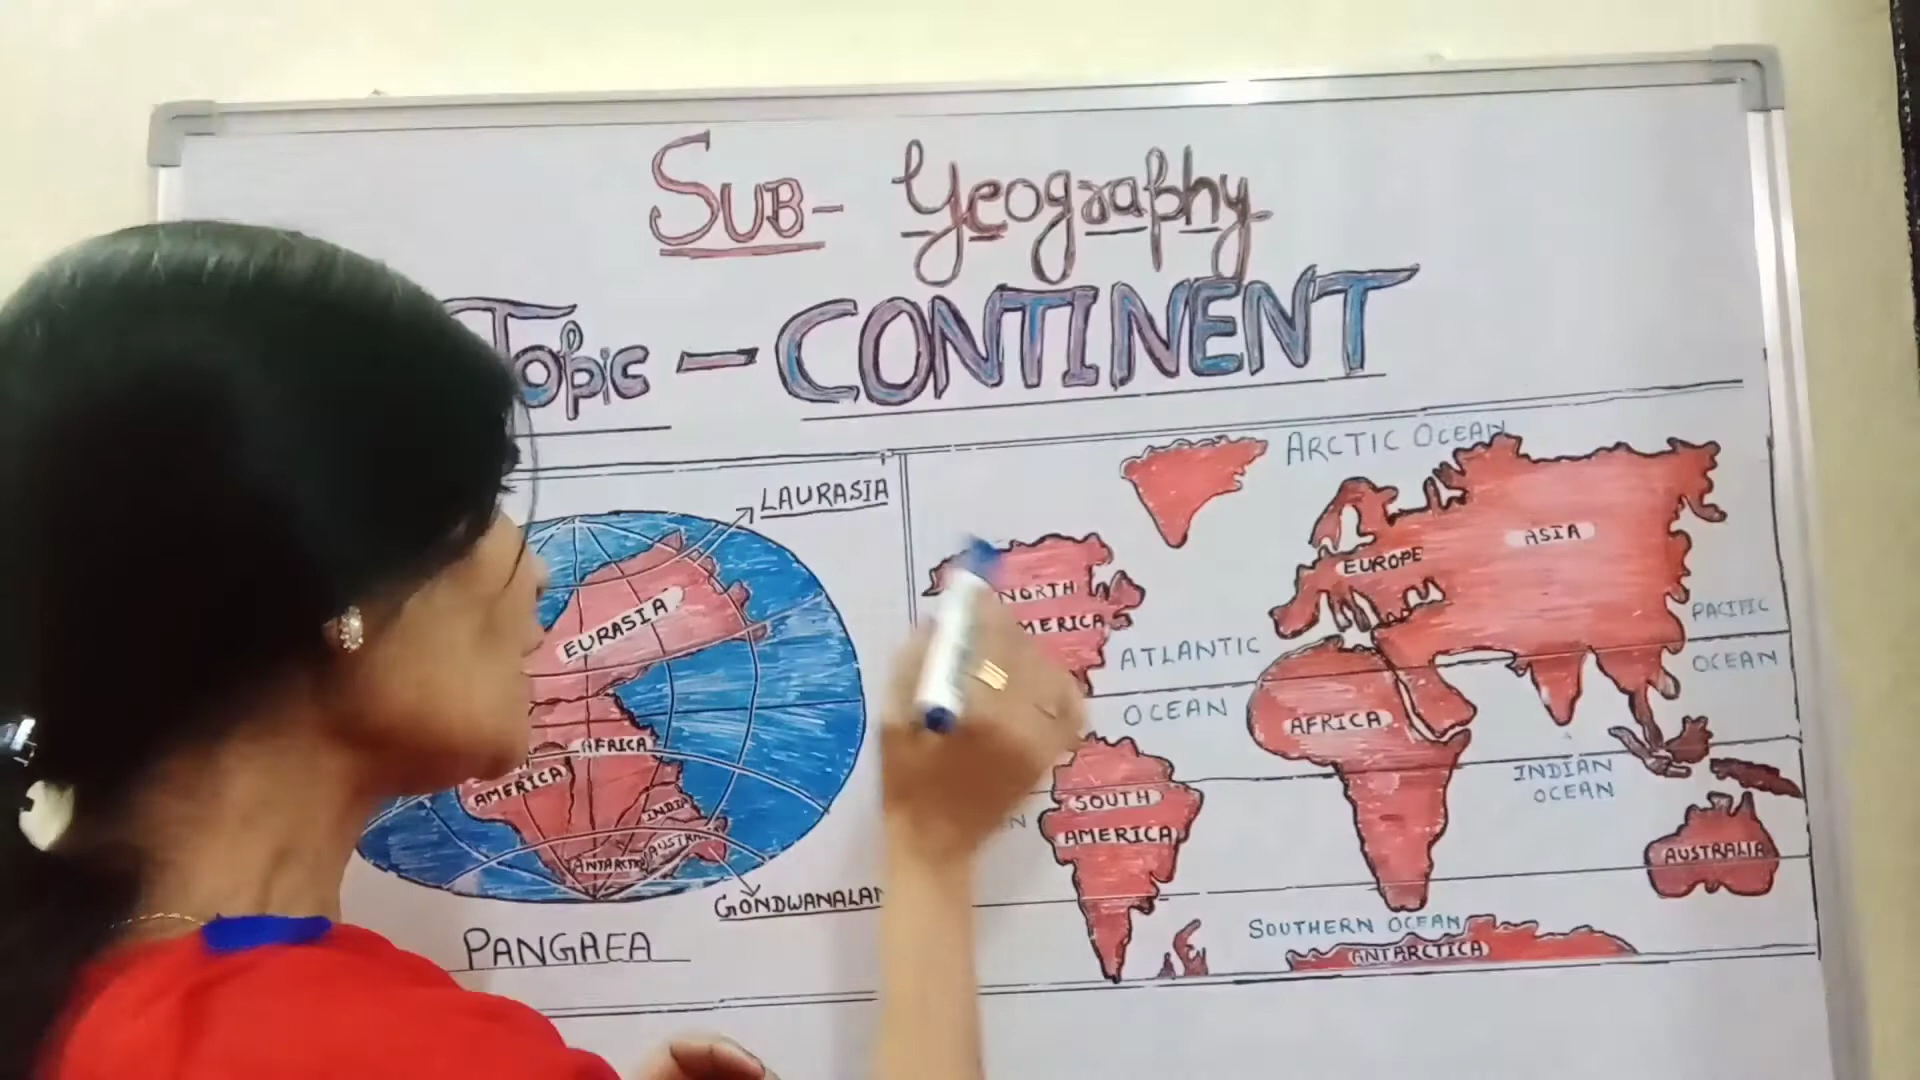 SUB- Geography
Topic - CONTINENT
LAURASIA
EURASIA
AFRICA
AMERICA
INDIA
GONDWANALAN
PANGAEA
ARCTIC OCEAN
NORTH
AMERICA
ATLANTIC
OCEAN
SOUTH
AMERICA
EUROPE
ASIA
AFRICA
PACIFIC
OCEAN
INDIAN
OCEAN
AUSTRALIA
SOUTHERN OCEAN
ANTARCTICA